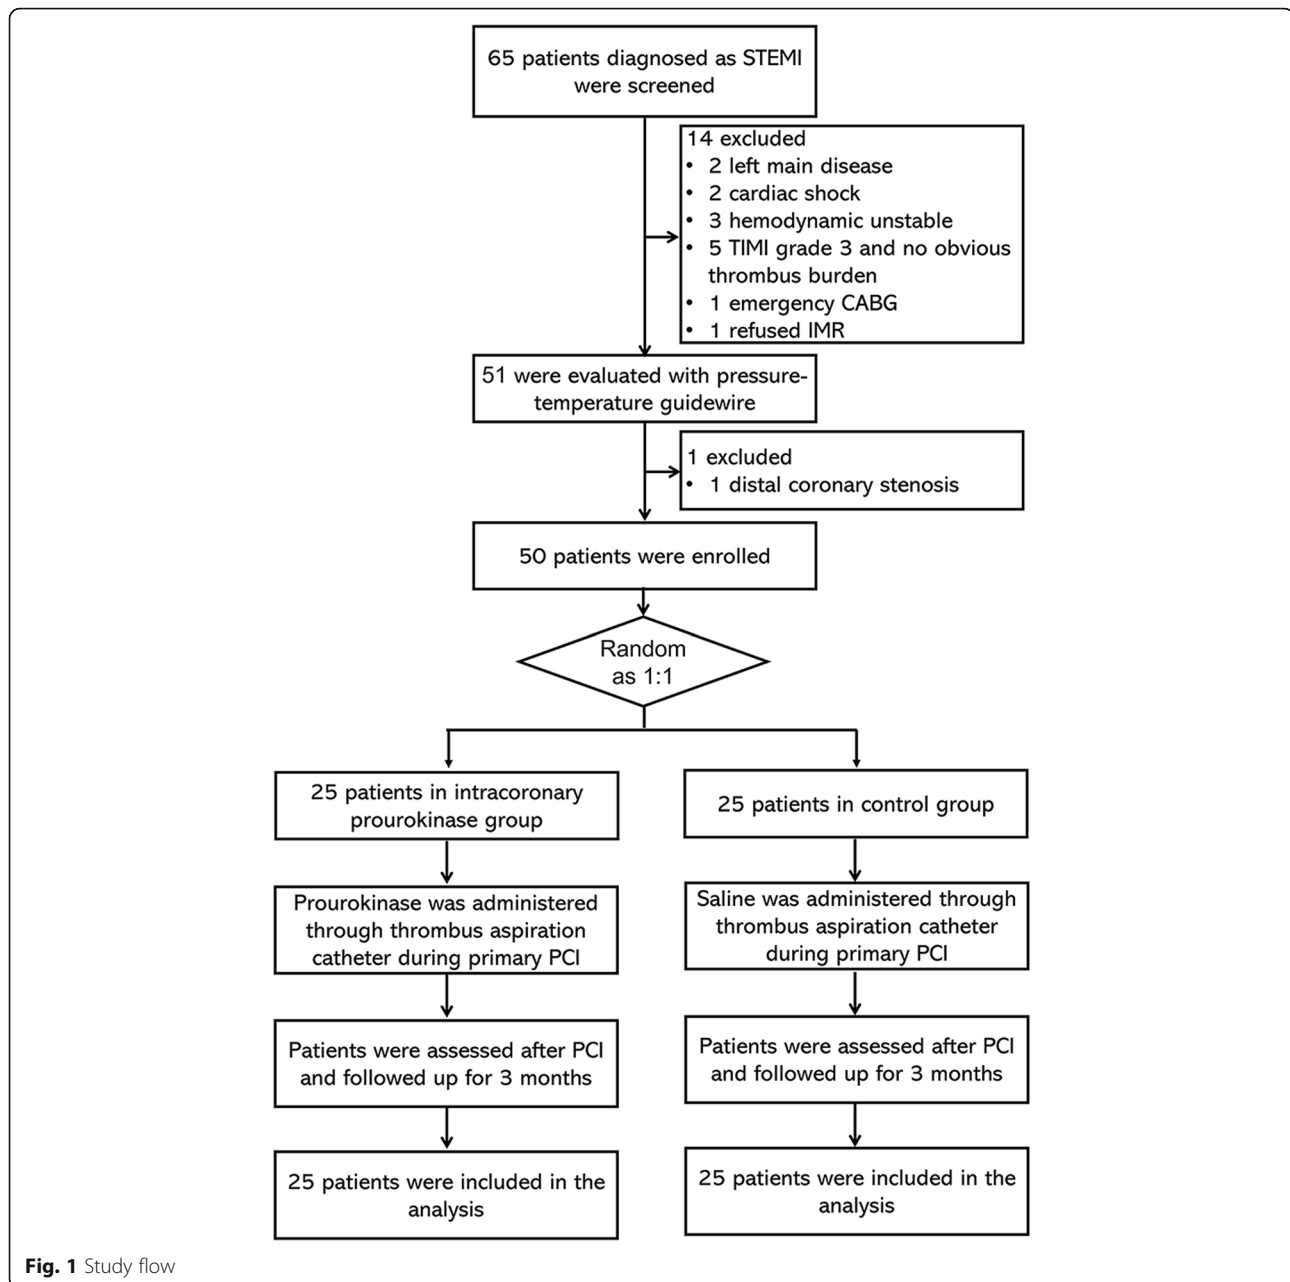 65 patients diagnosed as STEMI
were screened
14 excluded
• 2 left main disease
• 2 cardiac shock
• 3 hemodynamic unstable
• 5 TIMI grade 3 and no obvious
thrombus burden
• 1 emergency CABG
• 1 refused IMR
51 were evaluated with pressure-
temperature guidewire
1 excluded
• 1 distal coronary stenosis
50 patients were enrolled
Random
as 1:1
25 patients in intracoronary
prourokinase group
25 patients in control group
Prourokinase was administered
through thrombus aspiration
catheter during primary PCI
Saline was administered through
thrombus aspiration catheter
during primary PCI
Patients were assessed after PCI
and followed up for 3 months
Patients were assessed after PCI
and followed up for 3 months
25 patients were included in the
analysis
25 patients were included in the
analysis
Fig. 1 Study flow